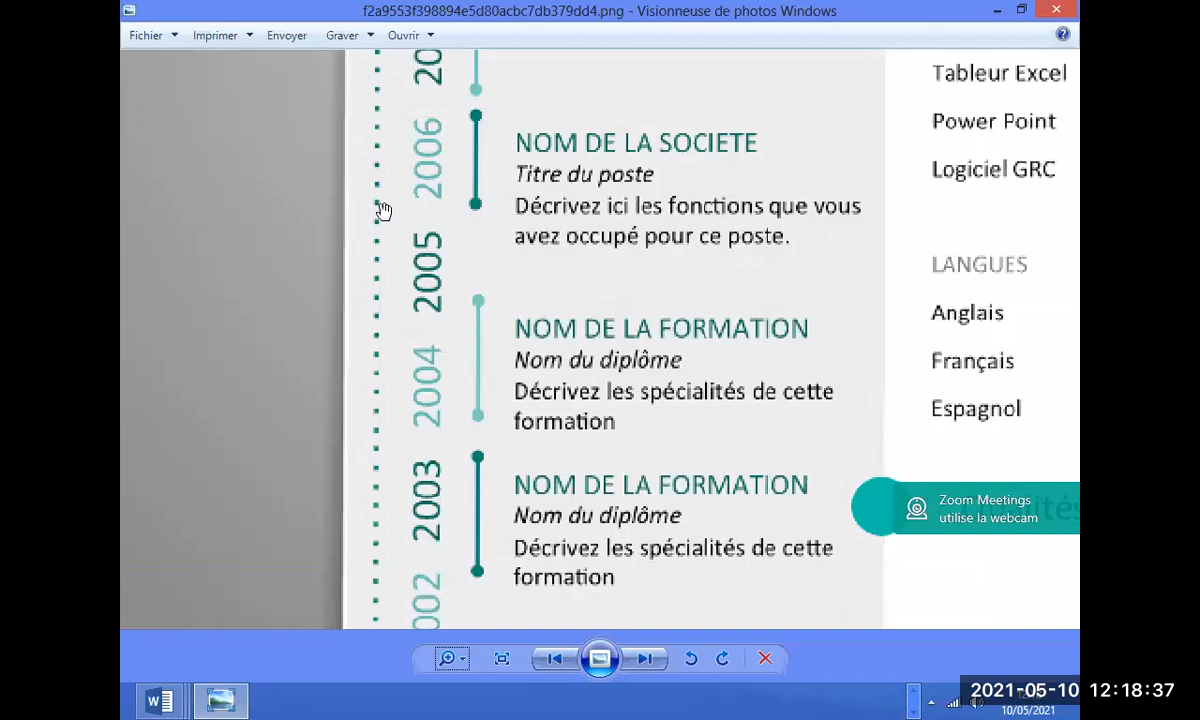 f2a9553f398894e5d80acbc7db379dd4.png - Visionneuse de photos Windows
Fichier Imprimer Envoyer Graver Ouvrir
20
2006
2005
2004
2003
002
NOM DE LA SOCIETE
Titre du poste
Décrivez ici les fonctions que vous
avez occupé pour ce poste.
NOM DE LA FORMATION
Nom du diplôme
Décrivez les spécialités de cette
formation
NOM DE LA FORMATION
Nom du diplôme
Décrivez les spécialités de cette
formation
Tableur Excel
Power Point
Logiciel GRC
LANGUES
Anglais
Français
Espagnol
Zoom Meetings
utilise la webcam
2021-05-10 12:18:37
10/05/2021